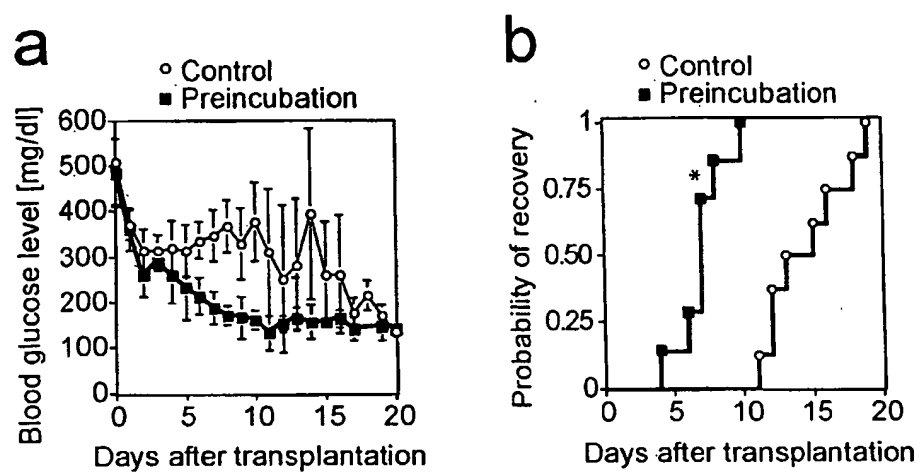 a
○ Control
■ Preincubation
Blood glucose level [mg/dl]
600
500
400
300
200
100
0
0 5 10 15 20
Days after transplantation
b
○ Control
■ Preincubation
Probability of recovery
1
0.75
0.50
0.25
0
*
0 5 10 15 20
Days after transplantation